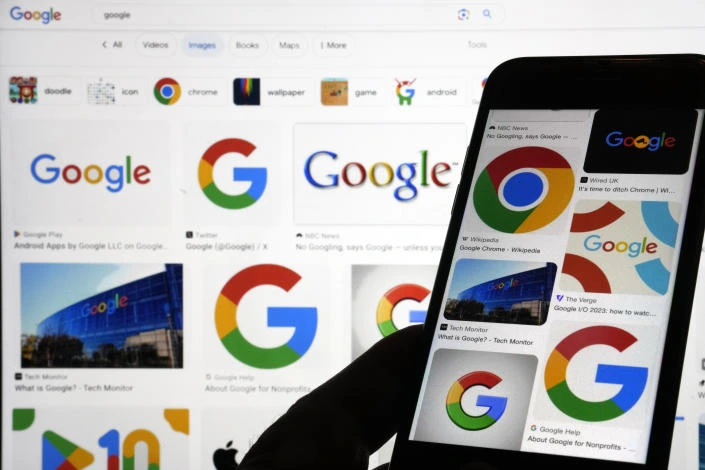 Google
google
All Videos Images Books Maps More
Tools
doodle icon chrome wallpaper game android
Google
Google
Google Play
Android Apps by Google LLC on Google...
Twitter
Google (@Google) / X
NBC News
No Googling, says Google — unless you
Google
Tech Monitor
What is Google? - Tech Monitor
Google Help
About Google for Nonprofits
10
NBC News
No Googling, says Google — ...
Google
Wired UK
It's time to ditch Chrome | Wi...
W Wikipedia
Google Chrome - Wikipedia
Google
The Verge
Google I/O 2023: how to watc...
Google
Tech Monitor
What is Google? - Tech Monitor
G Google Help
About Google for Nonprofits - ...